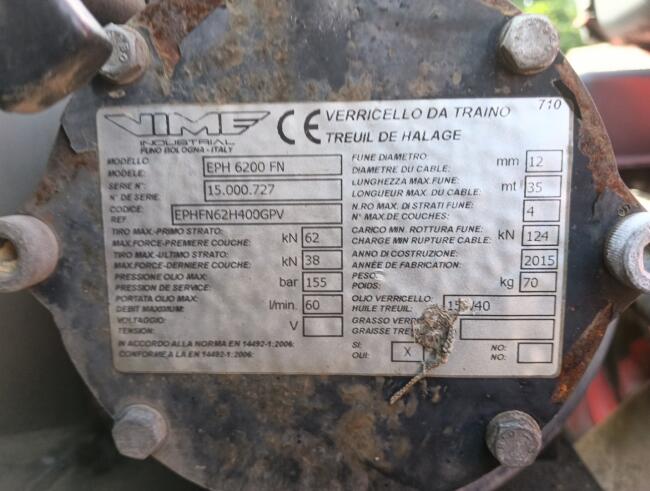 VIME
INDUSTRIAL
FUNO BOLOGNA - ITALY
CE
VERRICELLO DA TRAINO
TREUIL DE HALAGE
710
MODELLO:
MODELE:
EPH 6200 FN
SERIE N°:
N° DE SERIE:
15.000.727
CODICE:
REF.
EPHFN62H400GPV
TIRO MAX.-PRIMO STRATO:
MAX.FORCE-PREMIERE COUCHE:
kN 62
TIRO MAX.-ULTIMO STRATO:
MAX.FORCE-DERNIERE COUCHE:
kN 38
PRESSIONE OLIO MAX:
PRESSION DE SERVICE:
bar 155
PORTATA OLIO MAX:
DEBIT MAXIMUM:
l/min. 60
VOLTAGGIO:
TENSION:
V
IN ACCORDO ALLA NORMA EN 14492-1:2006:
CONFORME A LA EN 14492-1:2006:
FUNE DIAMETRO:
DIAMETRE DU CABLE:
mm 12
LUNGHEZZA MAX.FUNE:
LONGUEUR MAX. DU CABLE:
mt 35
N.RO MAX. DI STRATI FUNE:
N° MAX.DE COUCHES:
4
CARICO MIN. ROTTURA FUNE:
CHARGE MIN RUPTURE CABLE:
kN 124
ANNO DI COSTRUZIONE:
ANNÉE DE FABRICATION:
2015
PESO:
POIDS:
kg 70
OLIO VERRICELLO:
HUILE TREUIL:
GRASSO
GRAISSE
SI:
OUI:
X
NO:
NO: